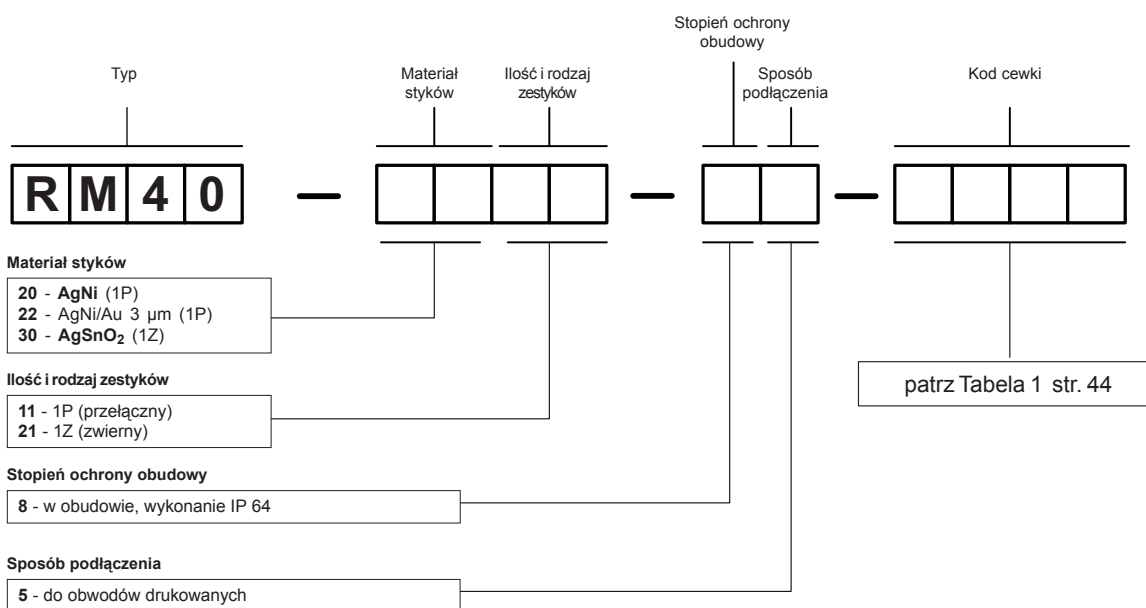 Stopień ochrony
obudowy
Typ
Materiał
styków
Ilość i rodzaj
zestyków
Sposób
podłączenia
Kod cewki
RM40 — —  —
Materiał styków
20 - AgNi (1P)
22 - AgNi/Au 3 µm (1P)
30 - AgSnO2 (1Z)
Ilość i rodzaj zestyków
11 - 1P (przełączny)
21 - 1Z (zwierny)
patrz Tabela 1 str. 44
Stopień ochrony obudowy
8 - w obudowie, wykonanie IP 64
Sposób podłączenia
5 - do obwodów drukowanych